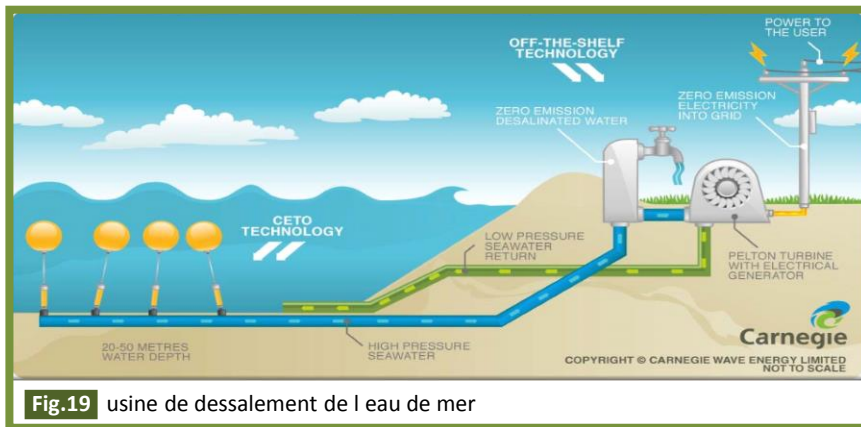 POWER TO
THE USER
OFF-THE-SHELF
TECHNOLOGY
ZERO EMISSION
DESALINATED WATER
ZERO EMISSION
ELECTRICITY
INTO GRID
CETO
TECHNOLOGY
LOW PRESSURE
SEAWATER
RETURN
PELTON TURBINE
WITH ELECTRICAL
GENERATOR
20-50 METRES
WATER DEPTH
HIGH PRESSURE
SEAWATER
Carnegie
COPYRIGHT © CARNEGIE WAVE ENERGY LIMITED
NOT TO SCALE
Fig.19 usine de dessalement de l eau de mer